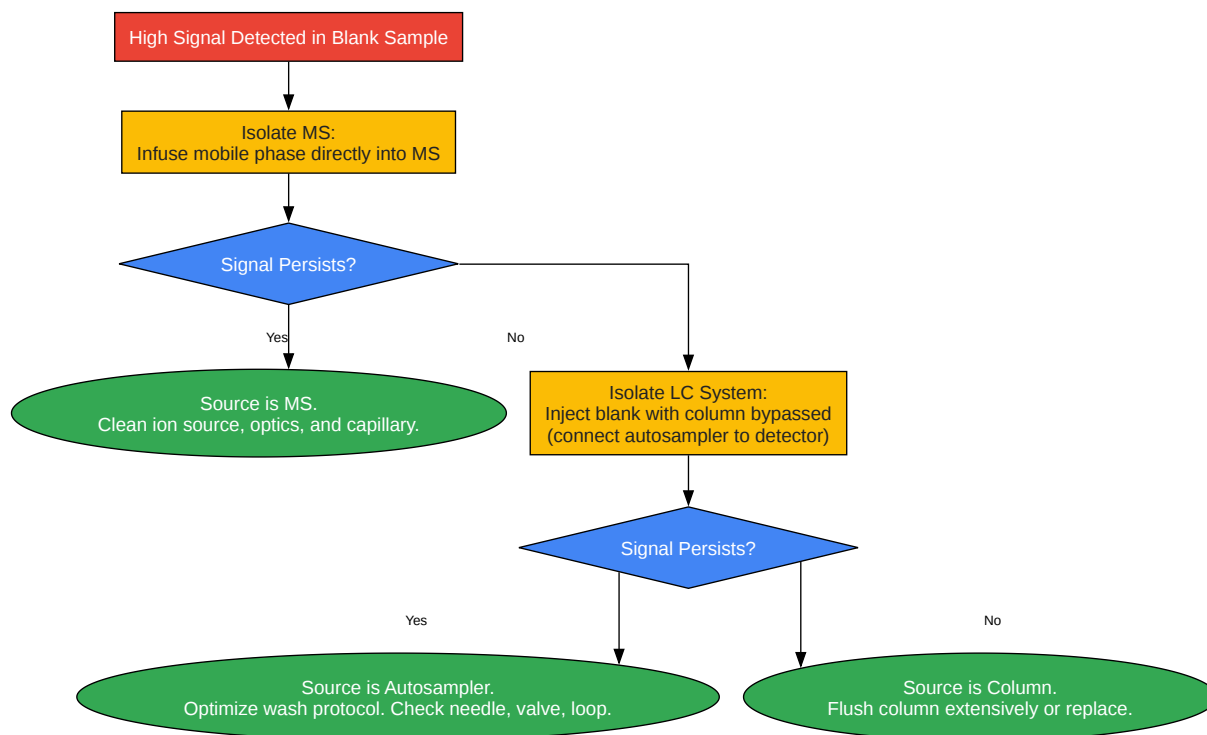 High Signal Detected in Blank Sample
Isolate MS:
Infuse mobile phase directly into MS
Signal Persists?
Yes
No
Source is MS.
Clean ion source, optics, and capillary.
Isolate LC System:
Inject blank with column bypassed
(connect autosampler to detector)
Signal Persists?
Yes
No
Source is Autosampler.
Optimize wash protocol. Check needle, valve, loop.
Source is Column.
Flush column extensively or replace.